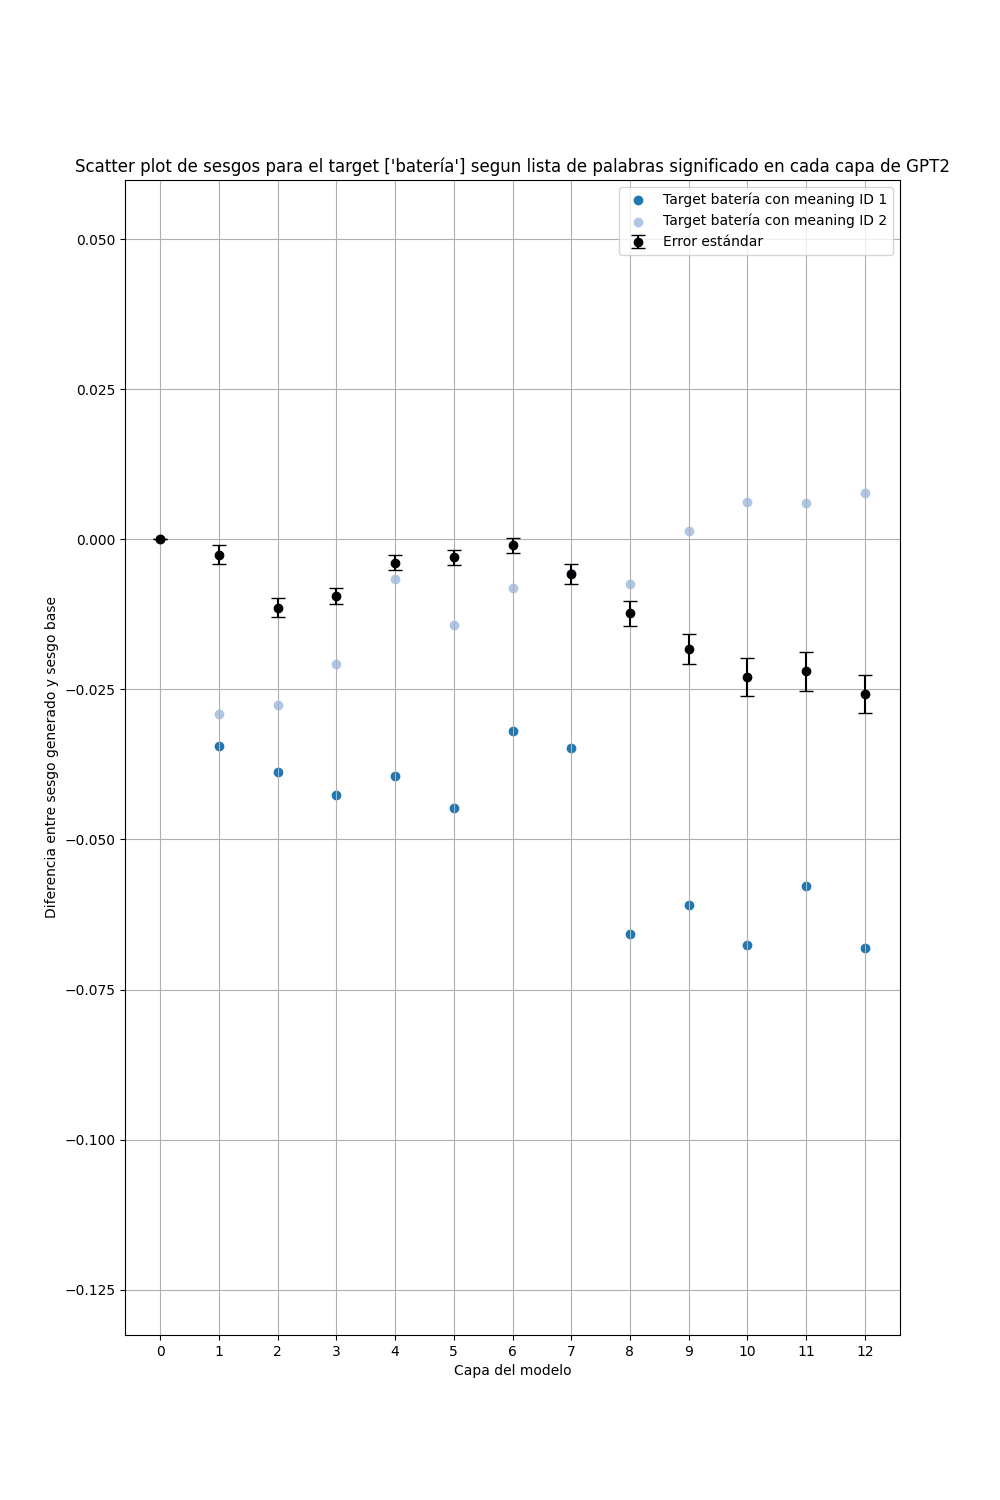 Scatter plot de sesgos para el target ['batería'] segun lista de palabras significado en cada capa de GPT2
Target batería con meaning ID 1
Target batería con meaning ID 2
Error estándar
0.050
0.025
0.000
−0.025
−0.050
−0.075
−0.100
−0.125
Diferencia entre sesgo generado y sesgo base
0 1 2 3 4 5 6 7 8 9 10 11 12
Capa del modelo